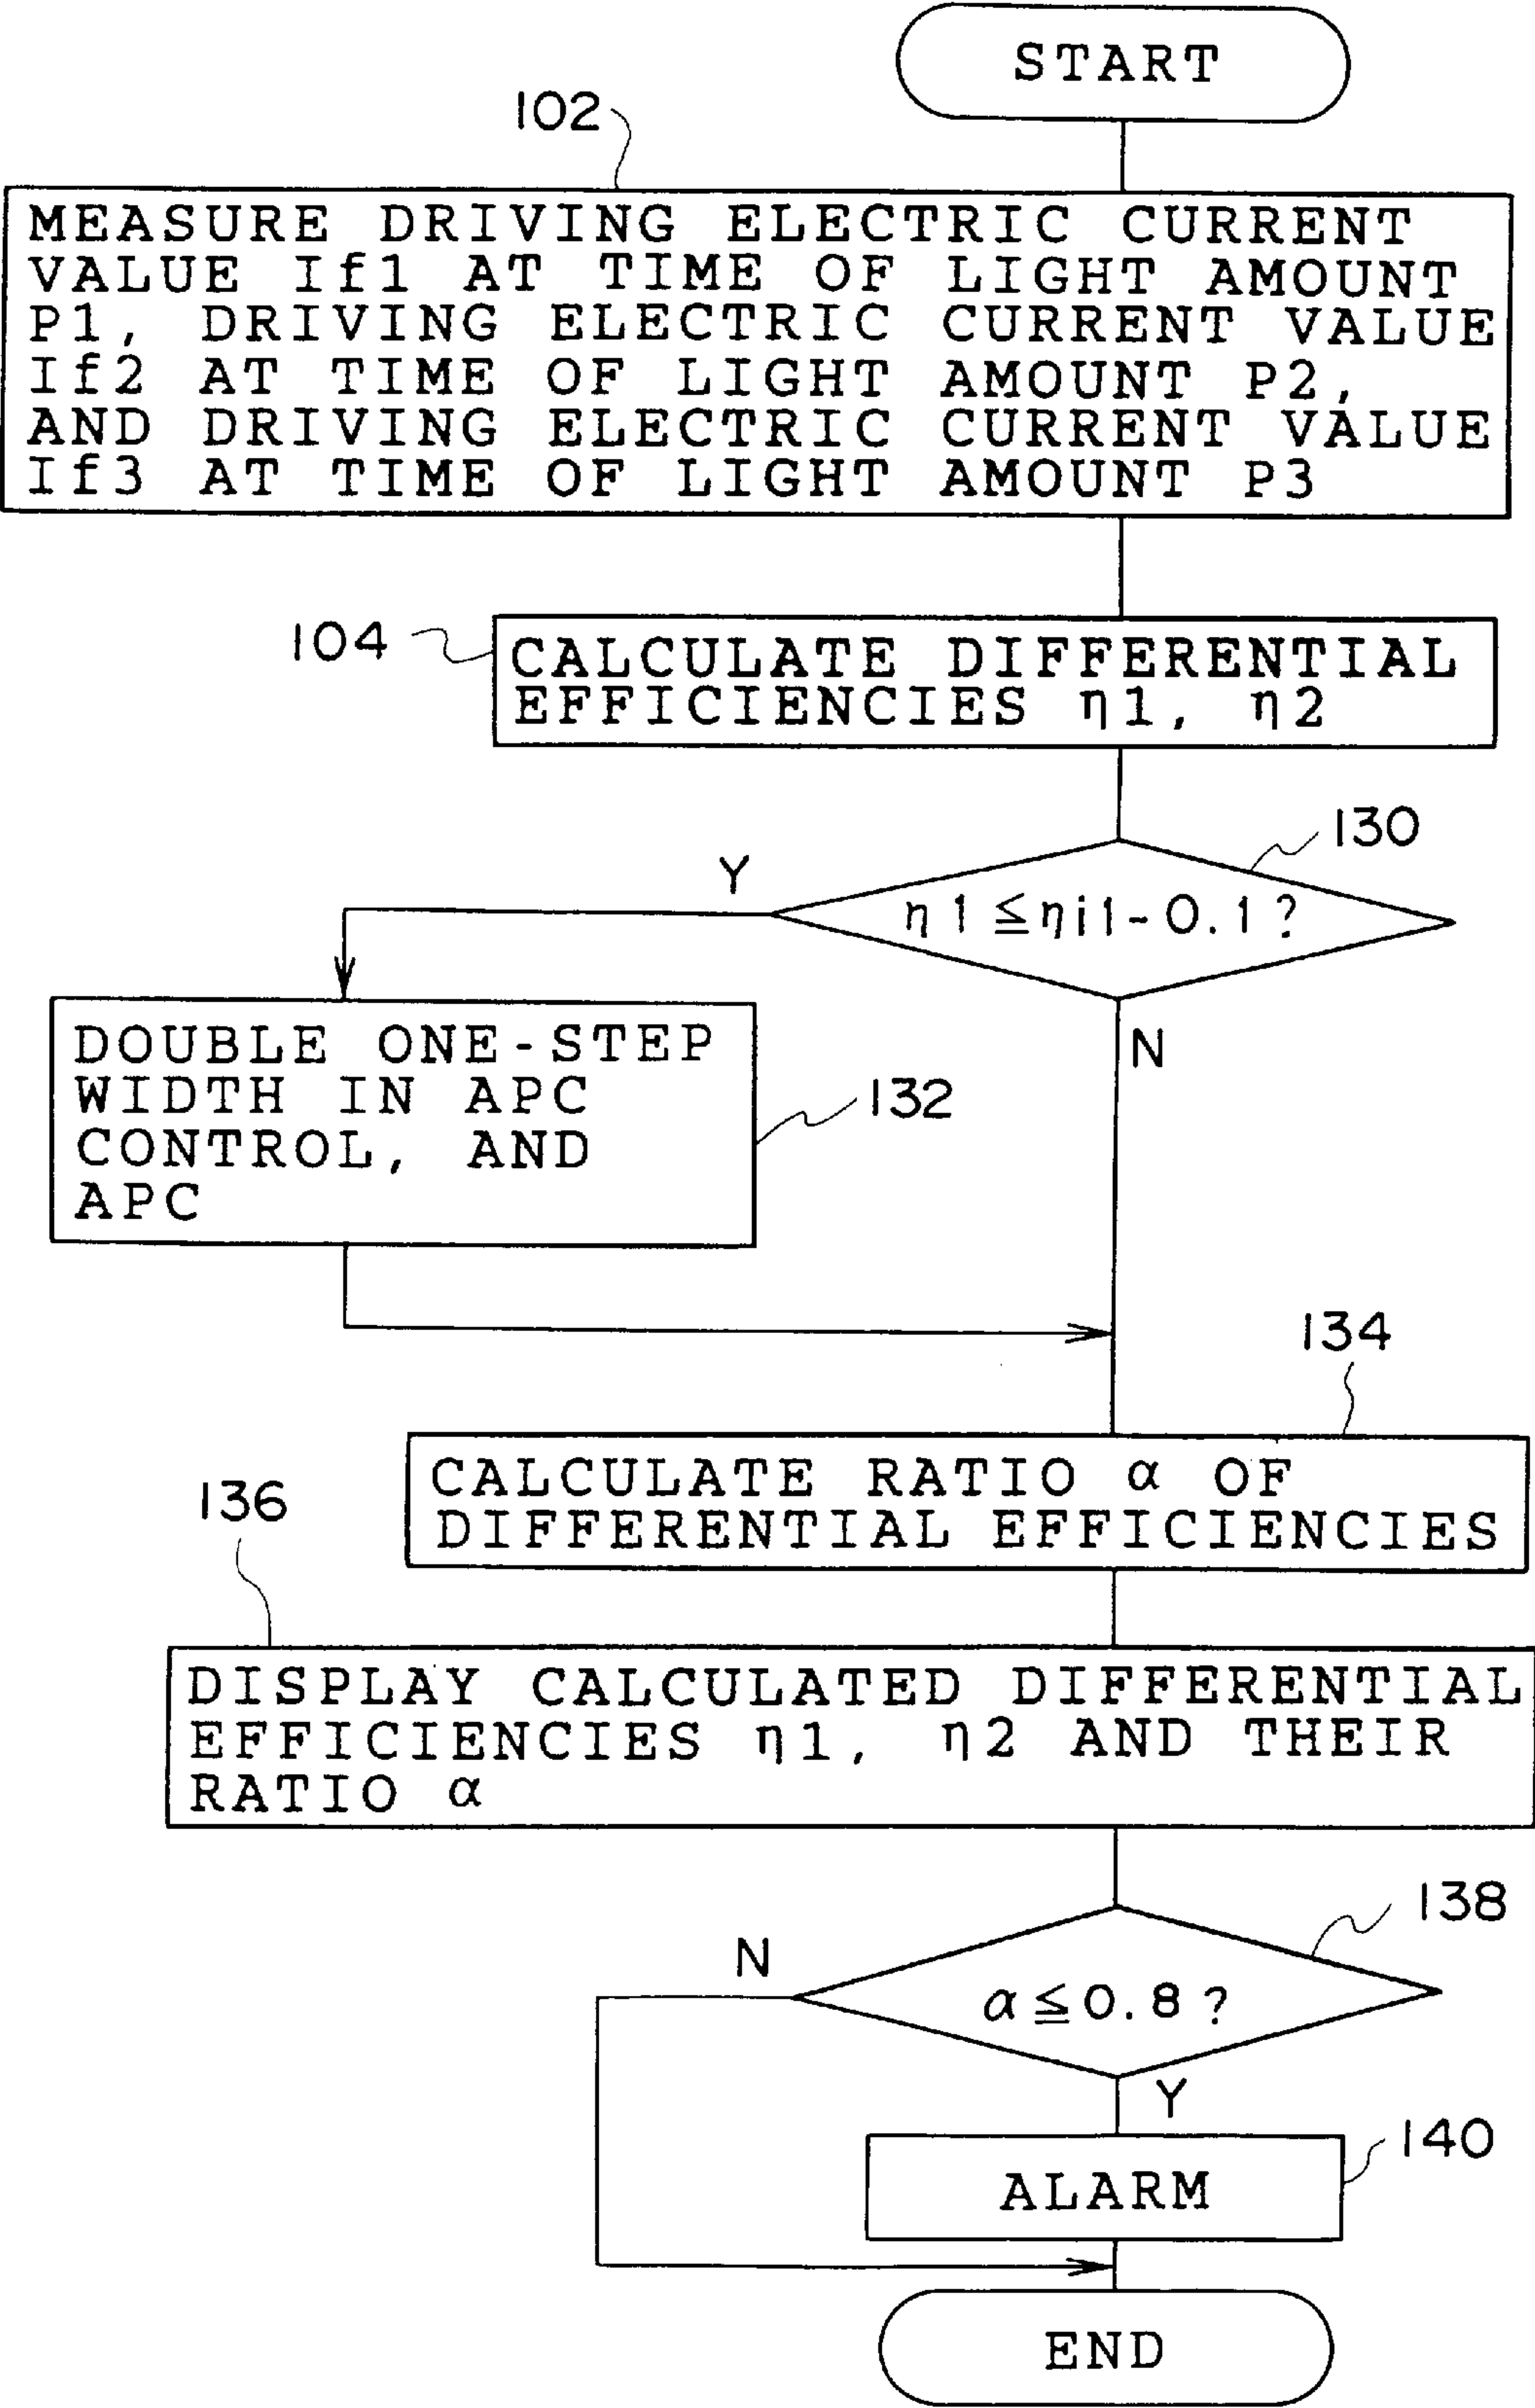 START
102
MEASURE DRIVING ELECTRIC CURRENT
VALUE If1 AT TIME OF LIGHT AMOUNT
P1, DRIVING ELECTRIC CURRENT VALUE
If2 AT TIME OF LIGHT AMOUNT P2,
AND DRIVING ELECTRIC CURRENT VALUE
If3 AT TIME OF LIGHT AMOUNT P3
104
CALCULATE DIFFERENTIAL
EFFICIENCIES η1, η2
130
Y
η1≦ηi1-0.1?
N
DOUBLE ONE-STEP
WIDTH IN APC
CONTROL, AND
APC
132
134
CALCULATE RATIO α OF
DIFFERENTIAL EFFICIENCIES
136
DISPLAY CALCULATED DIFFERENTIAL
EFFICIENCIES η1, η2 AND THEIR
RATIO α
138
N
α≦0.8?
Y
140
ALARM
END